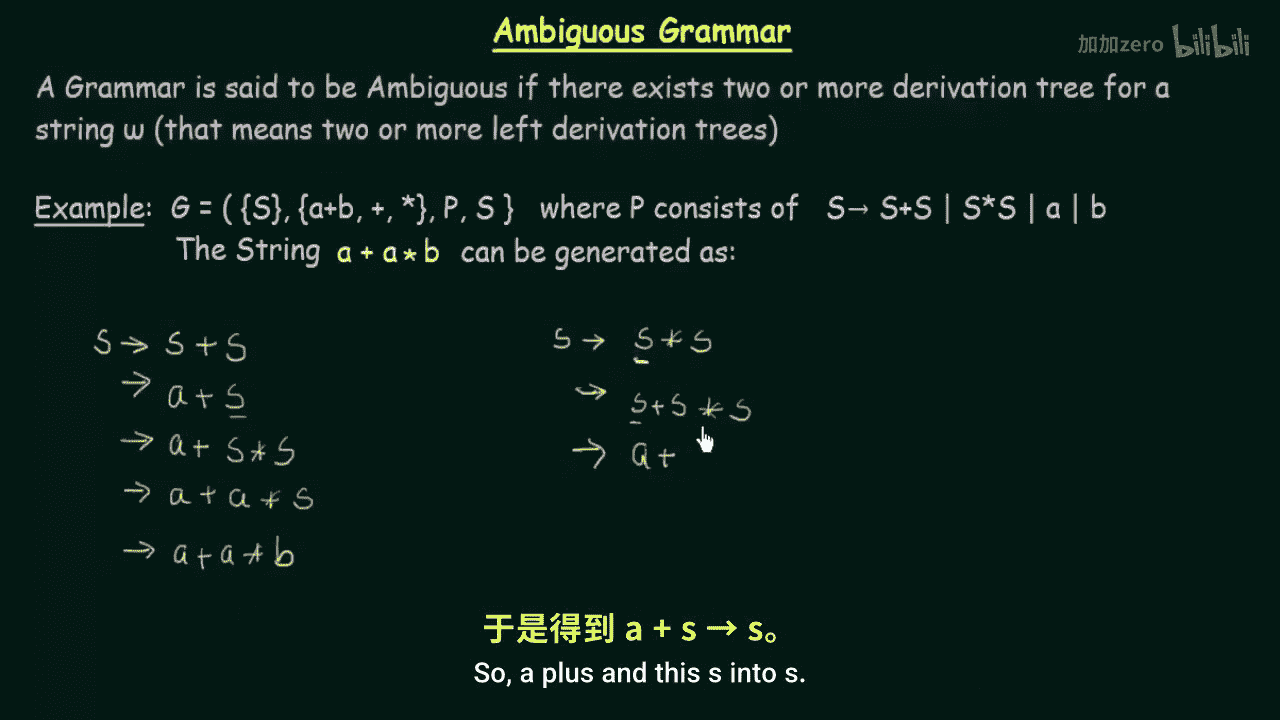 Ambiguous Grammar
加加zero bilibili
A Grammar is said to be Ambiguous if there exists two or more derivation tree for a
string w (that means two or more left derivation trees)
Example: G = ( {S}, {a+b, +, *}, P, S } where P consists of S→ S+S | S*S | a | b
The String a + a * b can be generated as:
S → S + S
→ a + S
→ a + S * S
→ a + a * S
→ a + a * b
S → S * S
→ S + S * S
→ a +
于是得到 a + s → s。
So, a plus and this s into s.